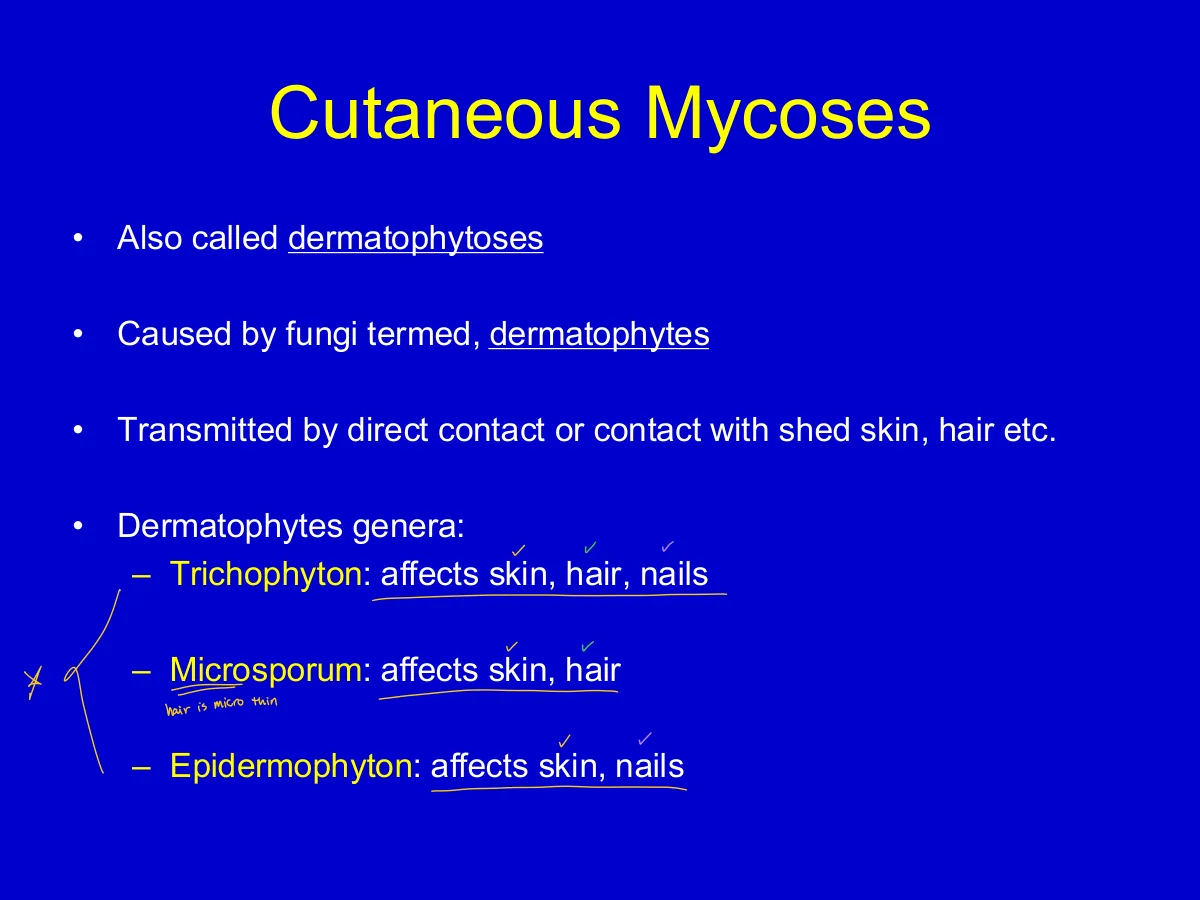 Cutaneous Mycoses
• Also called dermatophytoses
• Caused by fungi termed, dermatophytes
• Transmitted by direct contact or contact with shed skin, hair etc.
• Dermatophytes genera:
– Trichophyton: affects skin, hair, nails
– Microsporum: affects skin, hair
hair is micro thin
– Epidermophyton: affects skin, nails